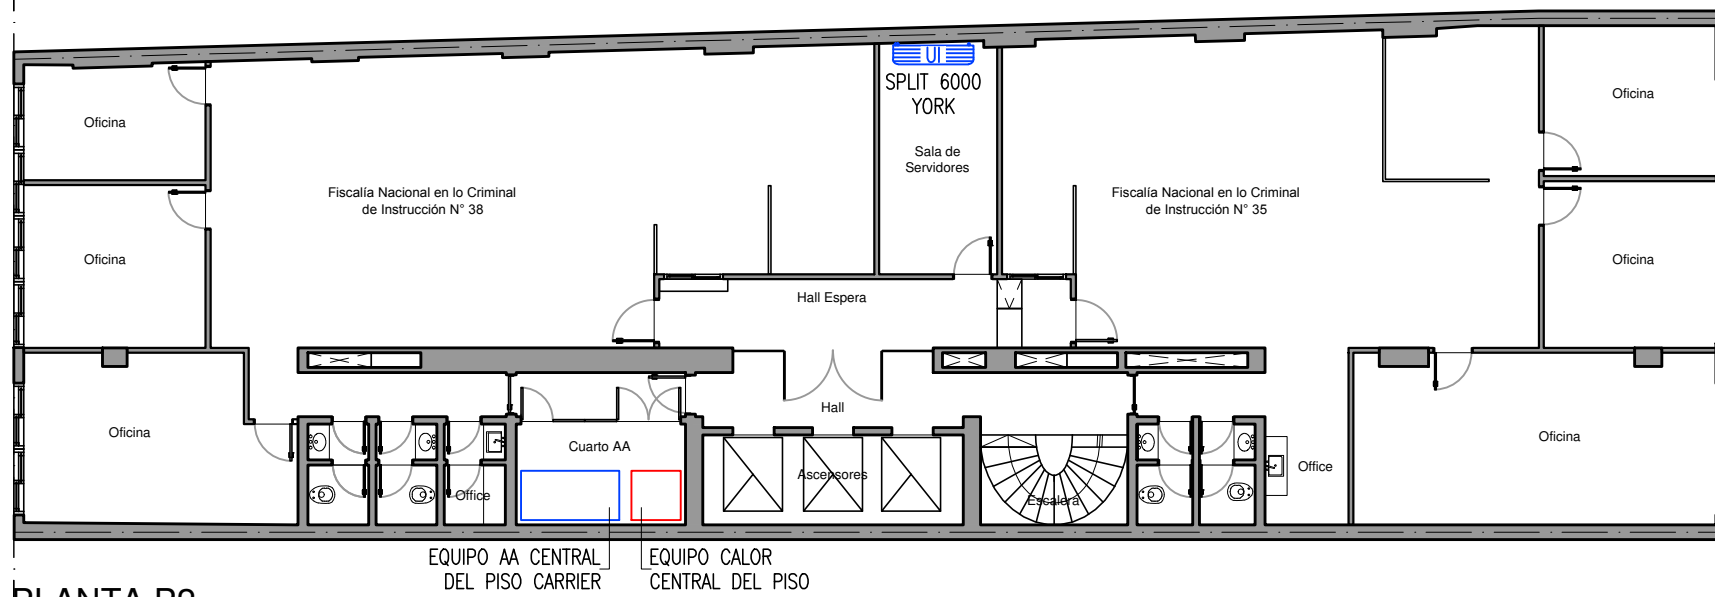 UI
SPLIT 6000
YORK
Oficina
Oficina
Sala de
Servidores
Fiscalía Nacional en lo Criminal
de Instrucción N° 38
Fiscalía Nacional en lo Criminal
de Instrucción N° 35
Oficina
Oficina
Hall Espera
Hall
Oficina
Cuarto AA
Oficina
Office
Ascensores
Office
Escalera
EQUIPO AA CENTRAL
DEL PISO CARRIER
EQUIPO CALOR
CENTRAL DEL PISO
PLANTA